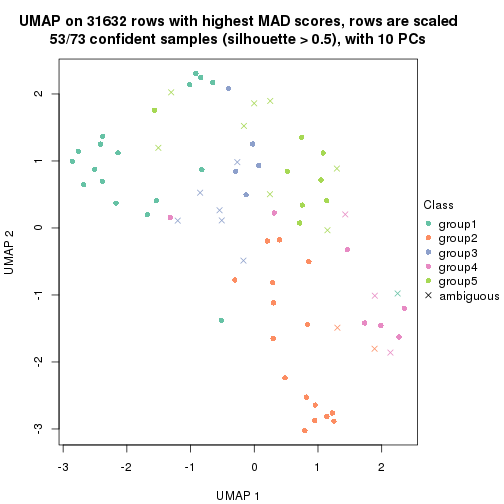 UMAP on 31632 rows with highest MAD scores, rows are scaled
53/73 confident samples (silhouette > 0.5), with 10 PCs
UMAP 2
2
1
0
-1
-2
-3
-3
-2
-1
0
1
2
UMAP 1
Class
group1
group2
group3
group4
group5
ambiguous